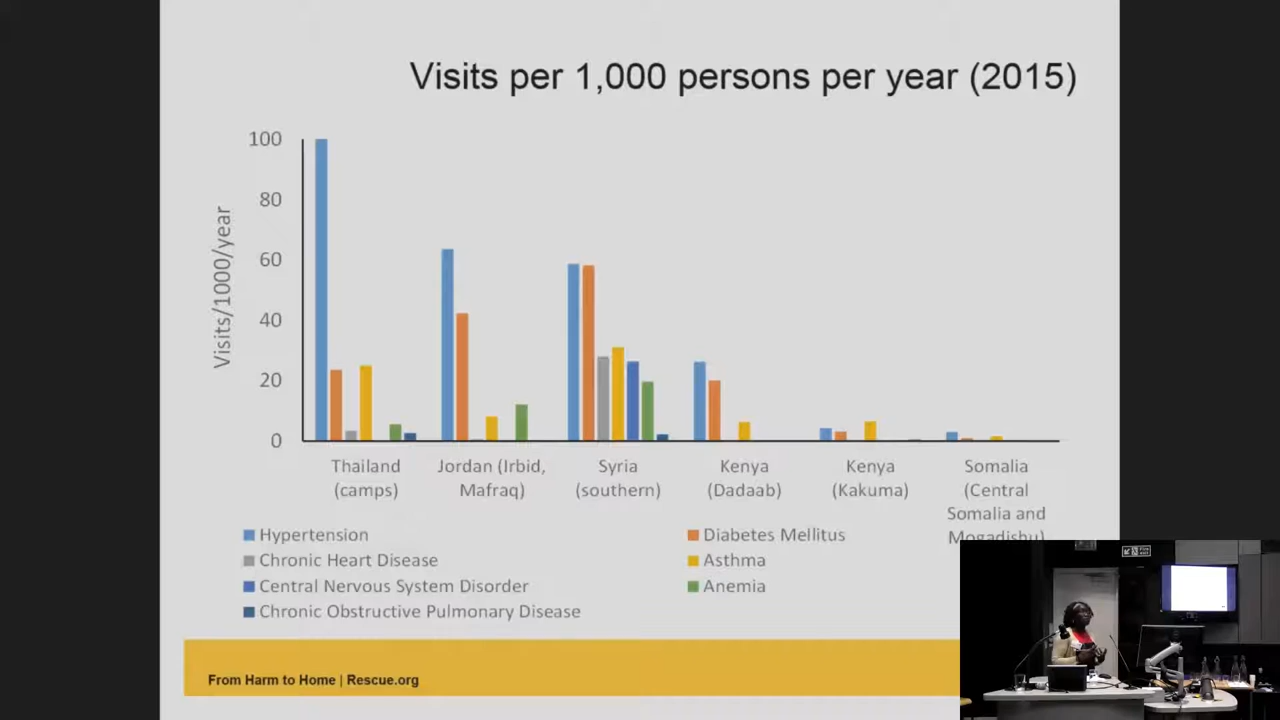 Visits per 1,000 persons per year (2015)
Visits/1000/year
100
80
60
40
20
0
Thailand
(camps)
Jordan (Irbid,
Mafraq)
Syria
(southern)
Kenya
(Dadaab)
Kenya
(Kakuma)
Somalia
(Central
Somalia and
Mogadishu)
Hypertension
Diabetes Mellitus
Chronic Heart Disease
Asthma
Central Nervous System Disorder
Anemia
Chronic Obstructive Pulmonary Disease
From Harm to Home | Rescue.org